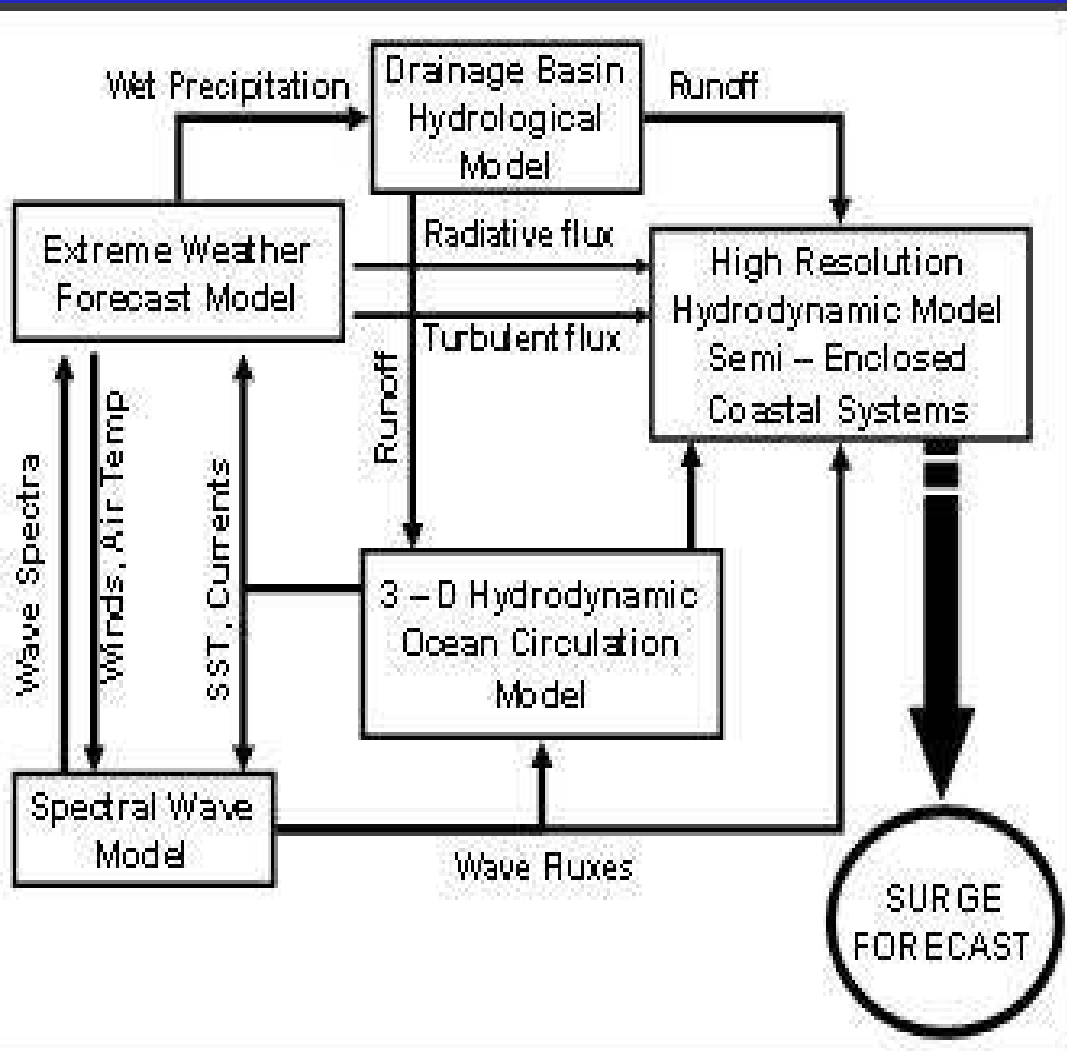 Wet Precipitation
Drainage Basin
Hydrological
Model
Runoff
Extreme Weather
Forecast Model
Radiative flux
Turbulent flux
High Resolution
Hydrodynamic Model
Semi – Enclosed
Coastal Systems
Runoff
Wave Spectra
Winds, Air Temp
SST, Currents
3 – D Hydrodynamic
Ocean Circulation
Model
Spectral Wave
Model
Wave Fluxes
SURGE
FORECAST